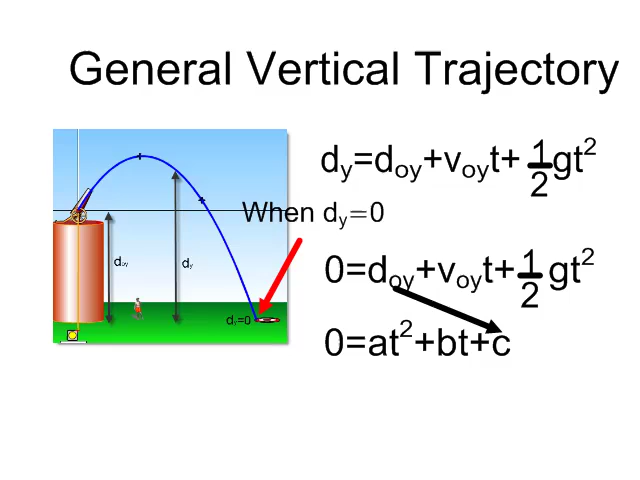 General Vertical Trajectory
dy=doy+voyt+½gt²
When dy=0
0=doy+voyt+½gt²
0=at²+bt+c
doy
dy
dy=0